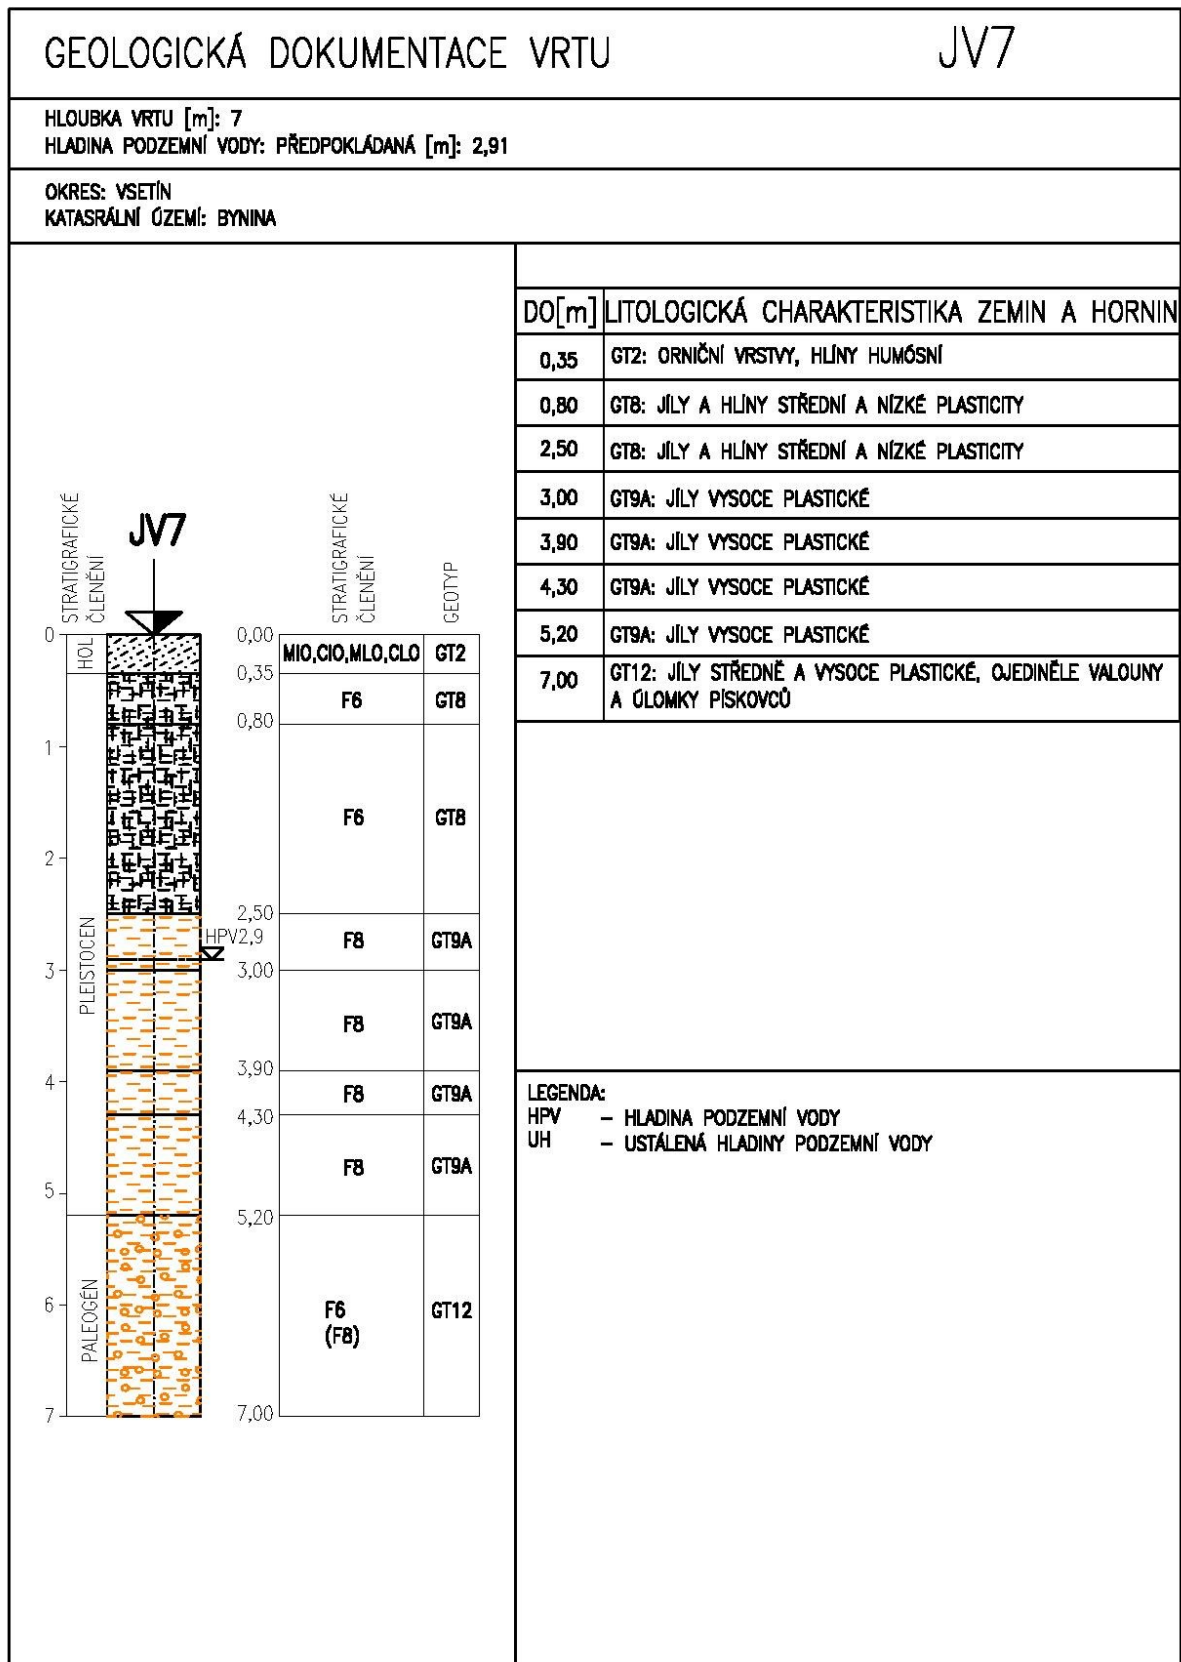 GEOLOGICKÁ DOKUMENTACE VRTU JV7
HLOUBKA VRTU [m]: 7
HLADINA PODZEMNÍ VODY: PŘEDPOKLÁDANÁ [m]: 2,91
OKRES: VSETÍN
KATASRÁLNÍ ÚZEMÍ: BYNINA
STRATIGRAFICKÉ
ČLENĚNÍ
JV7
STRATIGRAFICKÉ
ČLENĚNÍ
GEOTYP
0
1
2
3
4
5
6
7
HOL
PLEISTOCEN
PALEOGÉN
HPV2,9
0,00
MIO,CIO,MLO,CLO GT2
0,35
F6 GT8
0,80
F6 GT8
2,50
F8 GT9A
3,00
F8 GT9A
3,90
F8 GT9A
4,30
F8 GT9A
5,20
F6 GT12
(F8)
7,00
DO[m] LITOLOGICKÁ CHARAKTERISTIKA ZEMIN A HORNIN
0,35 GT2: ORNIČNÍ VRSTVY, HLÍNY HUMÓSNÍ
0,80 GT8: JÍLY A HLÍNY STŘEDNÍ A NÍZKÉ PLASTICITY
2,50 GT8: JÍLY A HLÍNY STŘEDNÍ A NÍZKÉ PLASTICITY
3,00 GT9A: JÍLY VYSOCE PLASTICKÉ
3,90 GT9A: JÍLY VYSOCE PLASTICKÉ
4,30 GT9A: JÍLY VYSOCE PLASTICKÉ
5,20 GT9A: JÍLY VYSOCE PLASTICKÉ
7,00 GT12: JÍLY STŘEDNĚ A VYSOCE PLASTICKÉ, OJEDINĚLE VALOUNY
A ÚLOMKY PÍSKOVCŮ
LEGENDA:
HPV – HLADINA PODZEMNÍ VODY
UH – USTÁLENÁ HLADINY PODZEMNÍ VODY